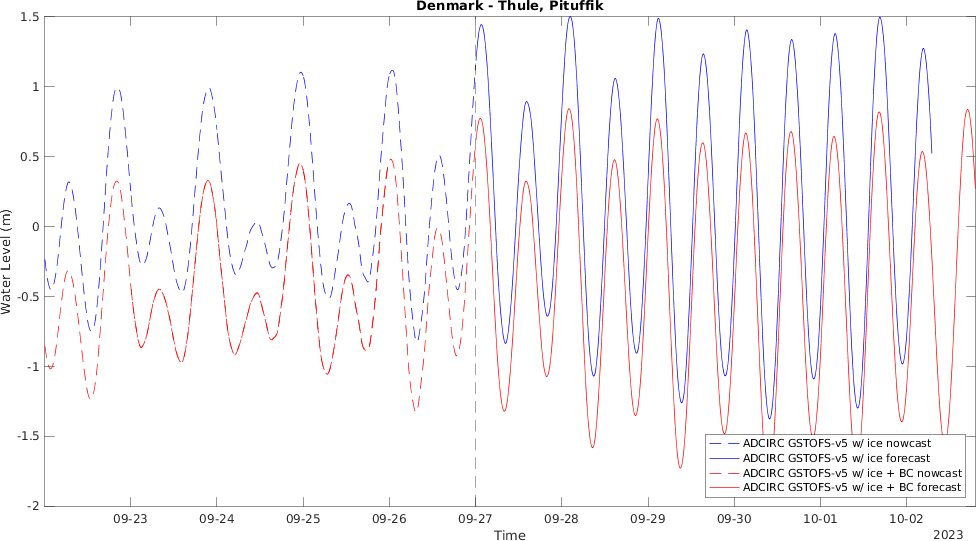 Denmark - Thule, Pituffik
Water Level (m)
1.5
1
0.5
0
-0.5
-1
-1.5
-2
ADCIRC GSTOFS-v5 w/ ice nowcast
ADCIRC GSTOFS-v5 w/ ice forecast
ADCIRC GSTOFS-v5 w/ ice + BC nowcast
ADCIRC GSTOFS-v5 w/ ice + BC forecast
09-23 09-24 09-25 09-26 09-27 09-28 09-29 09-30 10-01 10-02
Time
2023